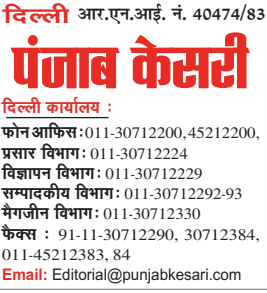 दिल्ली आर.एन.आई. नं. 40474/83
पंजाब केसरी
दिल्ली कार्यालय :
फोन आफिस: 011-30712200, 45212200,
प्रसार विभाग: 011-30712224
विज्ञापन विभाग: 011-30712229
सम्पादकीय विभाग: 011-30712292-93
मैगजीन विभाग: 011-30712330
फैक्स : 91-11-30712290, 30712384,
011-45212383, 84
Email: Editorial@punjabkesari.com